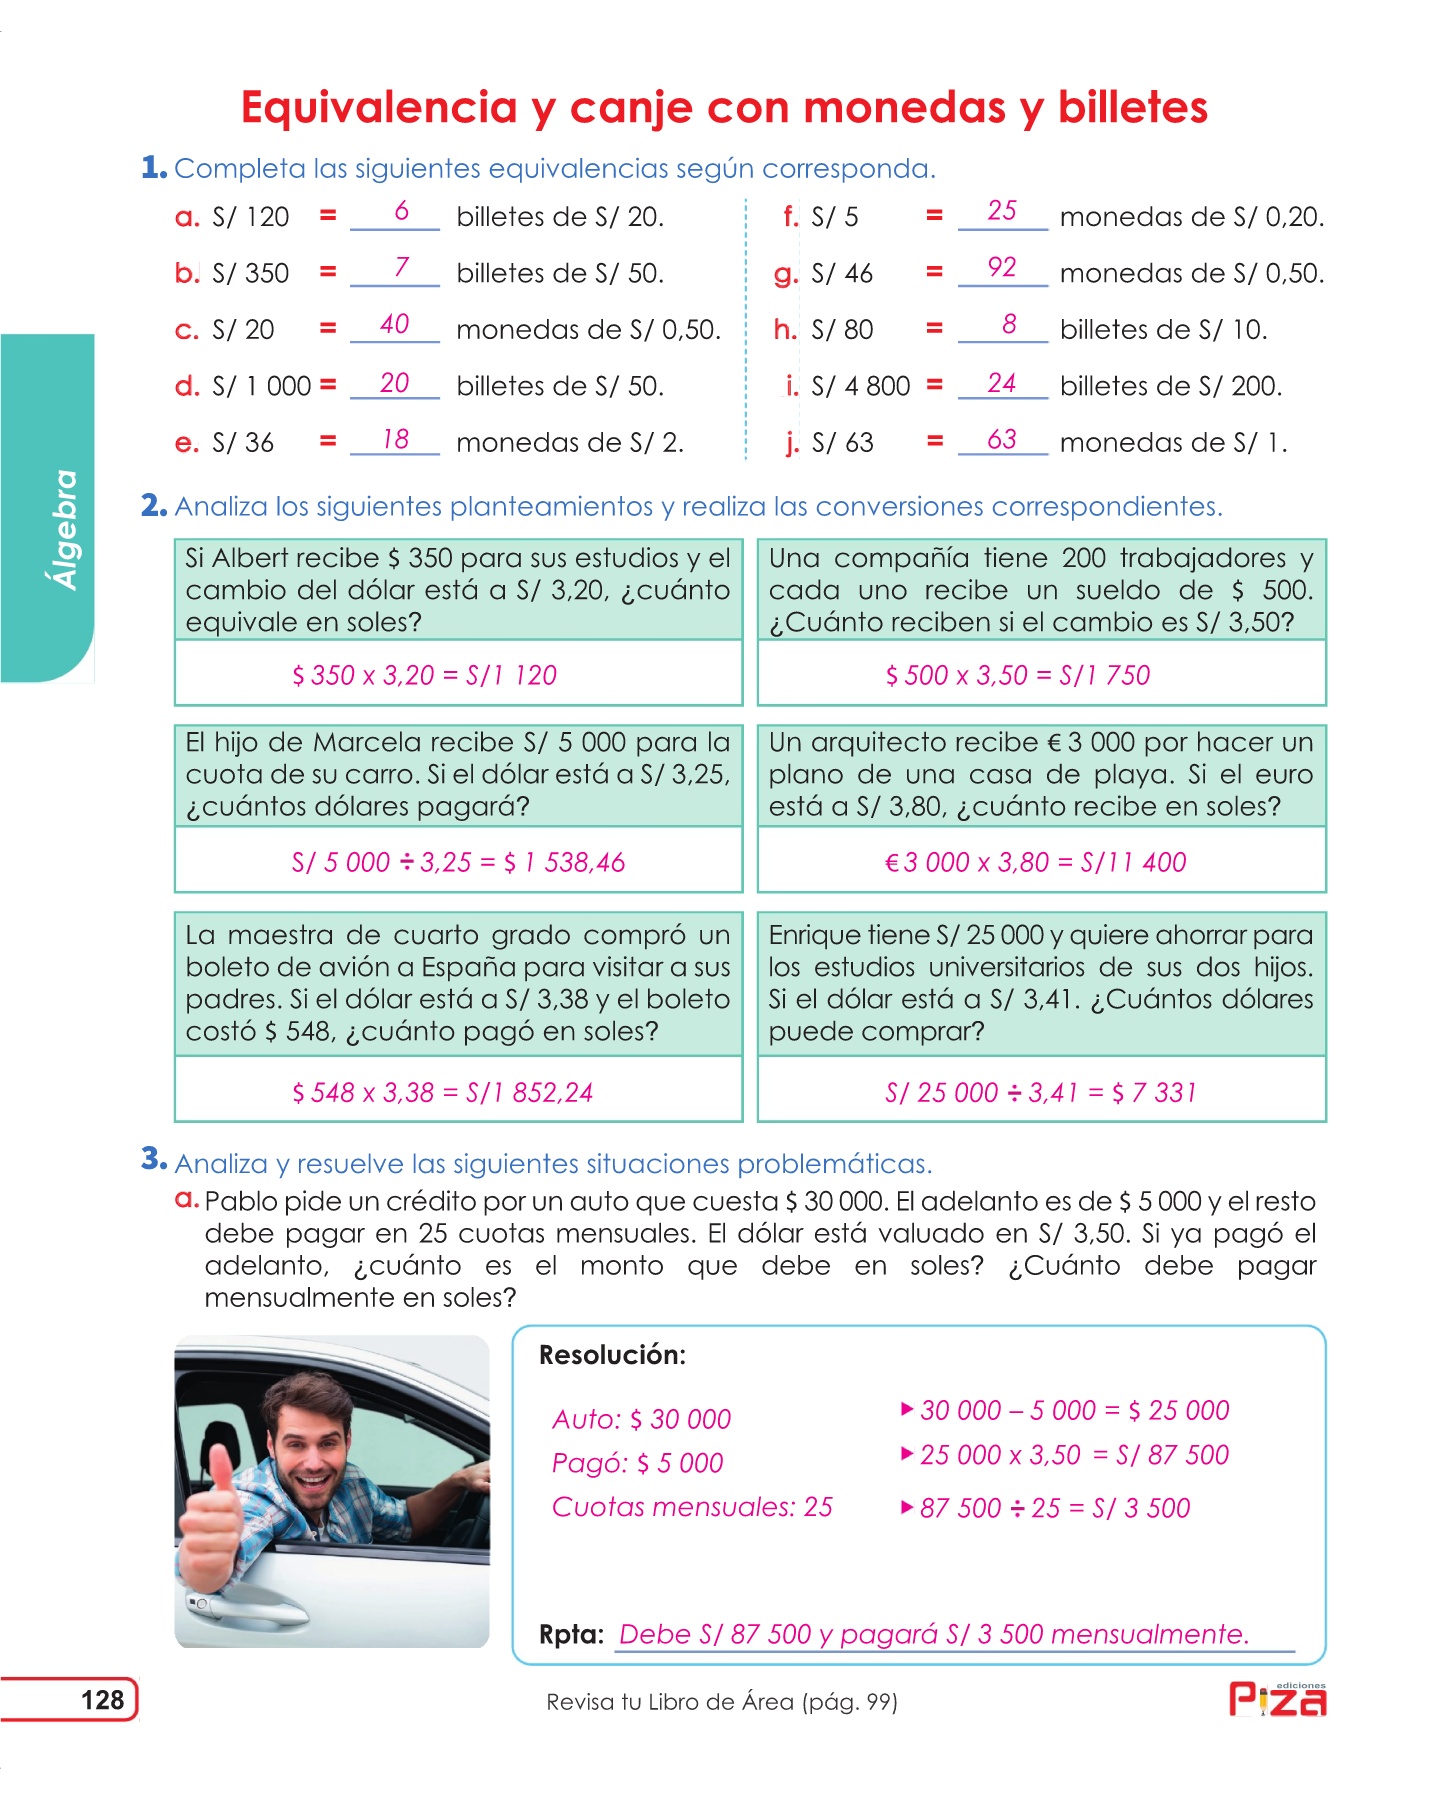 Equivalencia y canje con monedas y billetes
1. Completa las siguientes equivalencias según corresponda.
a. S/ 120 = 6 billetes de S/ 20.
b. S/ 350 = 7 billetes de S/ 50.
c. S/ 20 = 40 monedas de S/ 0,50.
d. S/ 1 000 = 20 billetes de S/ 50.
e. S/ 36 = 18 monedas de S/ 2.
f. S/ 5 = 25 monedas de S/ 0,20.
g. S/ 46 = 92 monedas de S/ 0,50.
h. S/ 80 = 8 billetes de S/ 10.
i. S/ 4 800 = 24 billetes de S/ 200.
j. S/ 63 = 63 monedas de S/ 1.
Álgebra
2. Analiza los siguientes planteamientos y realiza las conversiones correspondientes.
Si Albert recibe $ 350 para sus estudios y el
cambio del dólar está a S/ 3,20, ¿cuánto
equivale en soles?
$ 350 x 3,20 = S/1 120
Una compañía tiene 200 trabajadores y
cada uno recibe un sueldo de $ 500.
¿Cuánto reciben si el cambio es S/ 3,50?
$ 500 x 3,50 = S/1 750
El hijo de Marcela recibe S/ 5 000 para la
cuota de su carro. Si el dólar está a S/ 3,25,
¿cuántos dólares pagará?
S/ 5 000 ÷ 3,25 = $ 1 538,46
Un arquitecto recibe € 3 000 por hacer un
plano de una casa de playa. Si el euro
está a S/ 3,80, ¿cuánto recibe en soles?
€ 3 000 x 3,80 = S/11 400
La maestra de cuarto grado compró un
boleto de avión a España para visitar a sus
padres. Si el dólar está a S/ 3,38 y el boleto
costó $ 548, ¿cuánto pagó en soles?
$ 548 x 3,38 = S/1 852,24
Enrique tiene S/ 25 000 y quiere ahorrar para
los estudios universitarios de sus dos hijos.
Si el dólar está a S/ 3,41. ¿Cuántos dólares
puede comprar?
S/ 25 000 ÷ 3,41 = $ 7 331
3. Analiza y resuelve las siguientes situaciones problemáticas.
a. Pablo pide un crédito por un auto que cuesta $ 30 000. El adelanto es de $ 5 000 y el resto
debe pagar en 25 cuotas mensuales. El dólar está valuado en S/ 3,50. Si ya pagó el
adelanto, ¿cuánto es el monto que debe en soles? ¿Cuánto debe pagar
mensualmente en soles?
Resolución:
Auto: $ 30 000
Pagó: $ 5 000
Cuotas mensuales: 25
▶ 30 000 – 5 000 = $ 25 000
▶ 25 000 x 3,50 = S/ 87 500
▶ 87 500 ÷ 25 = S/ 3 500
Rpta: Debe S/ 87 500 y pagará S/ 3 500 mensualmente.
128
Revisa tu Libro de Área (pág. 99)
ediciones
Piza